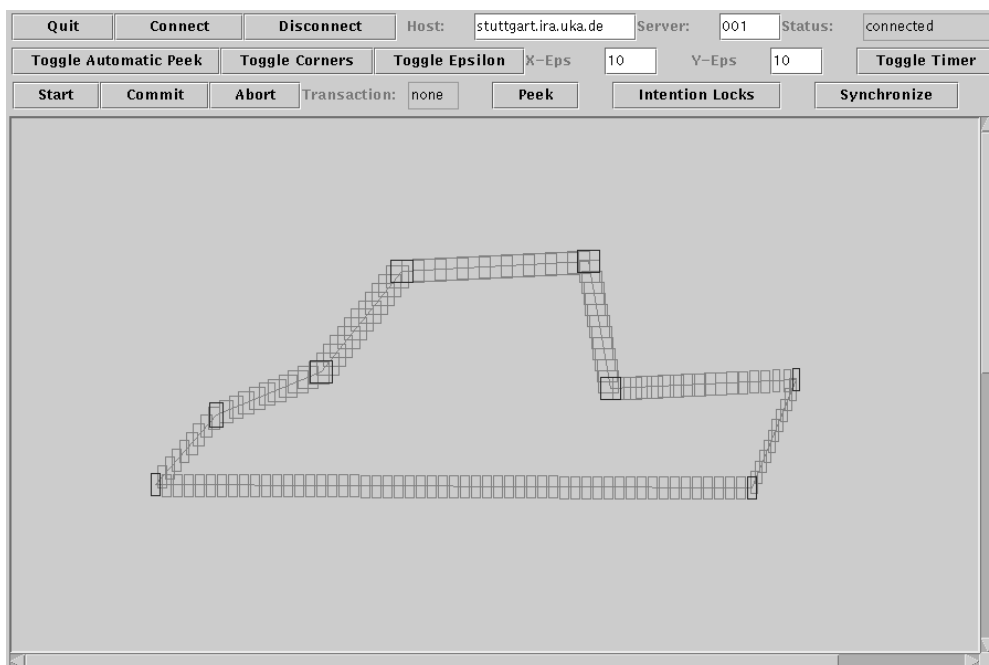 Quit Connect Disconnect Host: stuttgart.ira.uka.de Server: 001 Status: connected
Toggle Automatic Peek Toggle Corners Toggle Epsilon X-Eps 10 Y-Eps 10 Toggle Timer
Start Commit Abort Transaction: none Peek Intention Locks Synchronize